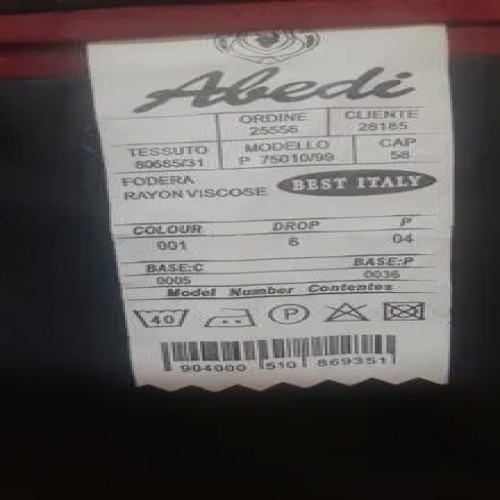 Abedi
ORDINE CLIENTE
25556 28185
TESSUTO MODELLO CAP
80685/31 P 75010/99 58
FODERA
RAYON VISCOSE BEST ITALY
COLOUR DROP P
001 6 04
BASE:C BASE:P
0005 0036
Model Number Contentes
40 P
904000 510 869351